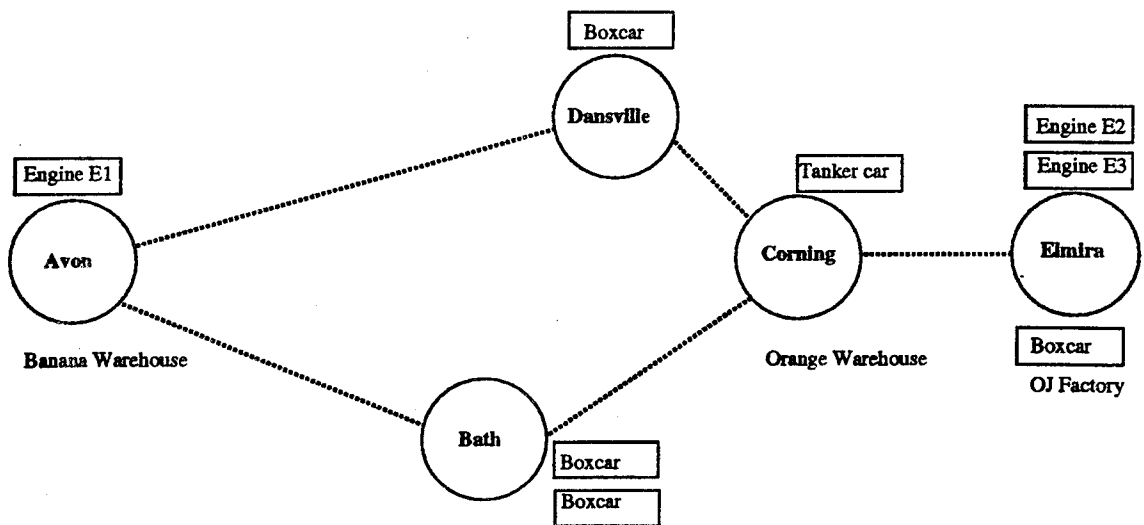 Boxcar
Dansville
Engine E2
Engine E3
Engine E1
Tanker car
Avon
Corning
Elmira
Banana Warehouse
Orange Warehouse
Boxcar
OJ Factory
Bath
Boxcar
Boxcar